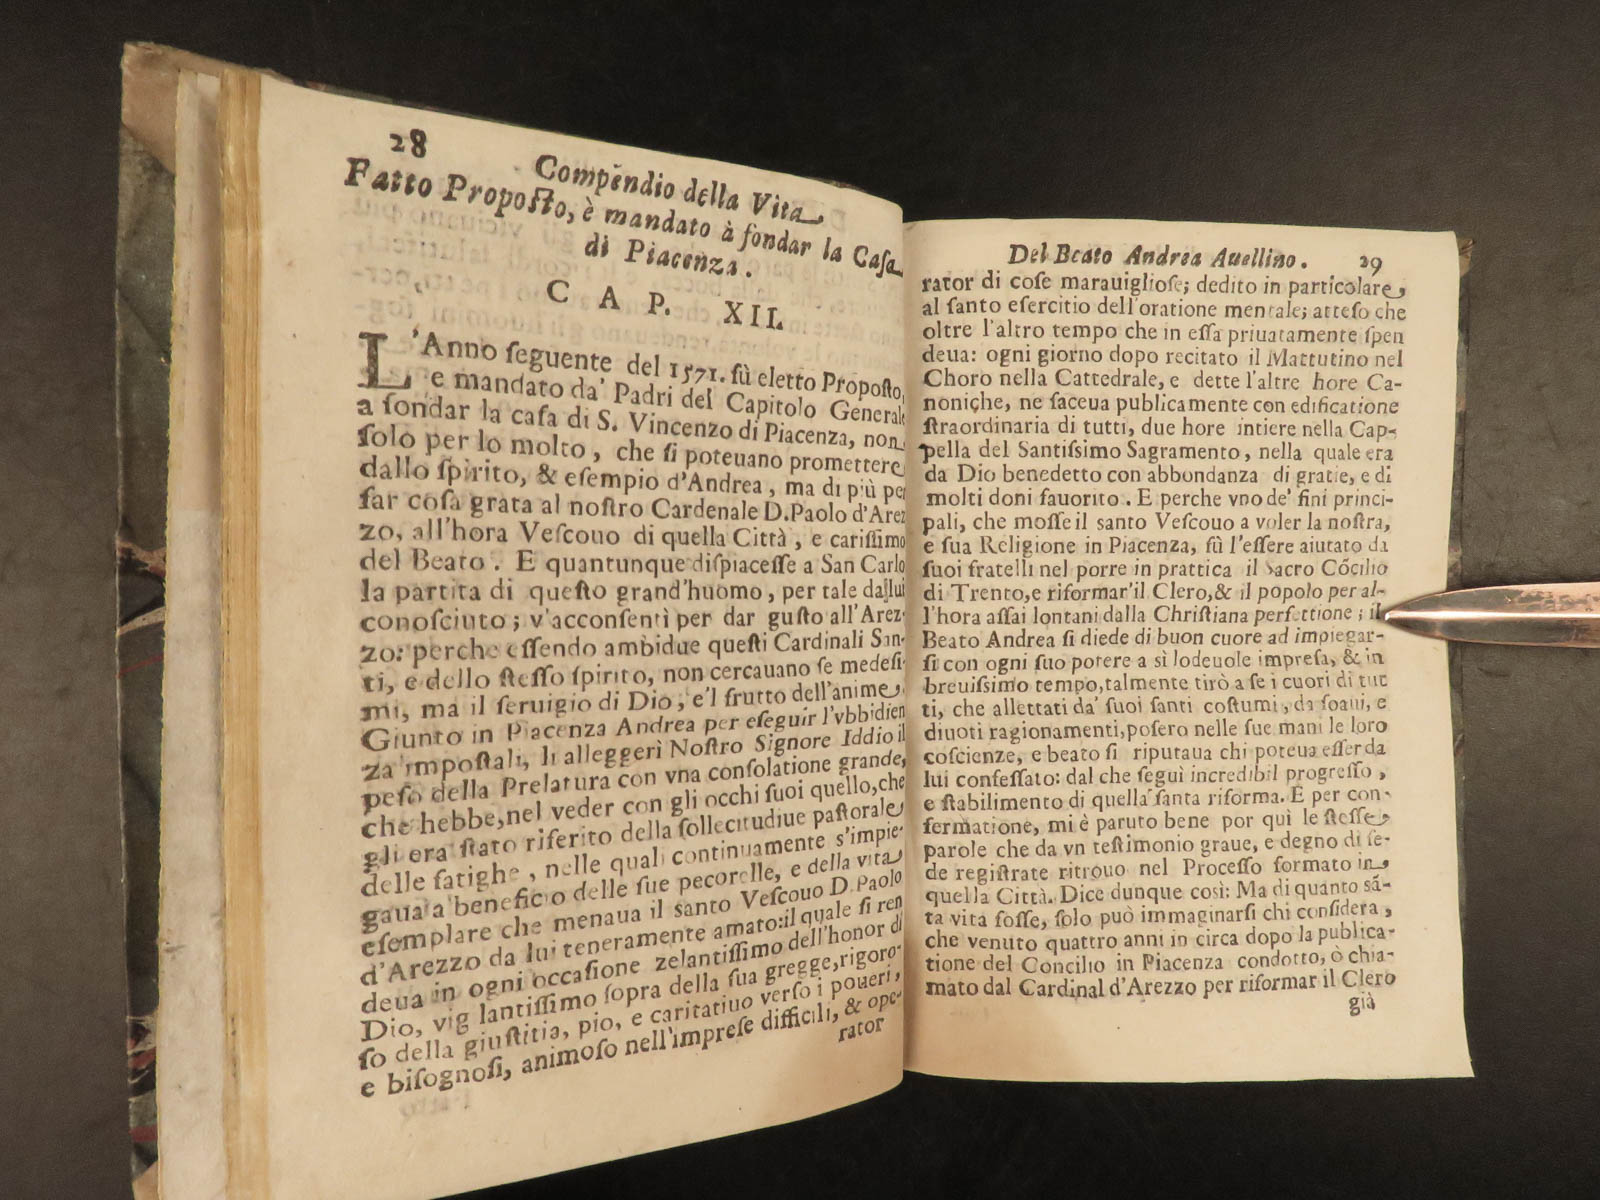 28
Compēndio della Vita
Fatto Propoſto, è mandato à fondar la Caſa
di Piacenza.
CAP. XII.
L'Anno ſeguente del 1571. fù eletto Propoſto,
e mandato da' Padri del Capitolo Generale
a fondar la caſa di S. Vincenzo di Piacenza, non
ſolo per lo molto, che ſi poteuano promettere
dallo ſpirito, & eſempio d'Andrea, ma di più per
far coſa grata al noſtro Cardenale D. Paolo d'Arez
zo, all'hora Veſcouo di quella Città, e cariſſimo
del Beato. E quantunque diſpiaceſſe a San Carlo
la partita di queſto grand'huomo, per tale da lui
conoſciuto; v'acconſentì per dar guſto all'Arez-
zo: perche eſſendo ambidue queſti Cardinali San-
ti, e dello ſteſſo ſpirito, non cercauano ſe medeſi-
mi, ma il ſeruigio di Dio, e'l frutto dell'anime.
Giunto in Piacenza Andrea per eſeguir l'vbbidien
za impoſtali, li alleggerì Noſtro Signore Iddio il
peſo della Prelatura con vna conſolatione grande,
che hebbe, nel veder con gli occhi ſuoi quello, che
gli era ſtato riferito della ſollecitudiue paſtorale
delle fatighe, nelle quali continuamente s'impie-
gaua a beneficio delle ſue pecorelle, e della vita
eſemplare che menaua il santo Veſcouo D. Paolo
d'Arezzo da lui teneramente amato: il quale ſi ren
deua in ogni occaſione zelantiſſimo dell'honor di
Dio, vigilantiſſimo ſopra della ſua gregge, rigoro-
ſo della giuſtitia, pio, e caritatiuo verſo i poueri,
e biſognoſi, animoſo nell'impreſe difficili, & ope-
rator
Del Beato Andrea Auellino. 29
rator di coſe marauiglioſe; dedito in particolare
al ſanto eſercitio dell'oratione mentale; atteſo che
oltre l'altro tempo che in eſſa priuatamente ſpen
deua: ogni giorno dopo recitato il Mattutino nel
Choro nella Cattedrale, e dette l'altre hore Ca-
noniche, ne faceua publicamente con edificatione
ſtraordinaria di tutti, due hore intiere nella Cap-
pella del Santiſſimo Sagramento, nella quale era
da Dio benedetto con abbondanza di gratie, e di
molti doni fauorito. E perche vno de' fini princi-
pali, che moſſe il santo Veſcouo a voler la noſtra,
e ſua Religione in Piacenza, fù l'eſſere aiutato da
ſuoi fratelli nel porre in prattica il sacro Cōcilio
di Trento, e riformar'il Clero, & il popolo per al-
l'hora aſſai lontani dalla Chriſtiana perfettione; il
Beato Andrea ſi diede di buon cuore ad impiegar-
ſi con ogni ſuo potere a sì lodeuole impreſa, & in
breuiſſimo tempo, talmente tirò a ſe i cuori di tut
ti, che allettati da' ſuoi ſanti coſtumi, da ſoaui, e
diuoti ragionamenti, poſero nelle ſue mani le loro
coſcienze, e beato ſi riputaua chi poteua eſſer da
lui confeſſato: dal che ſeguì incredibil progreſſo,
e ſtabilimento di quella ſanta riforma. E per con-
fermatione, mi è paruto bene por quì le ſteſſe
parole che da vn teſtimonio graue, e degno di fe-
de regiſtrate ritrouo nel Proceſſo formato in
quella Città. Dice dunque così: Ma di quanto sā-
ta vita foſſe, ſolo può immaginarſi chi conſidera,
che venuto quattro anni in circa dopo la publica-
tione del Concilio in Piacenza condotto, ò chia-
mato dal Cardinal d'Arezzo per riformar il Clero
già